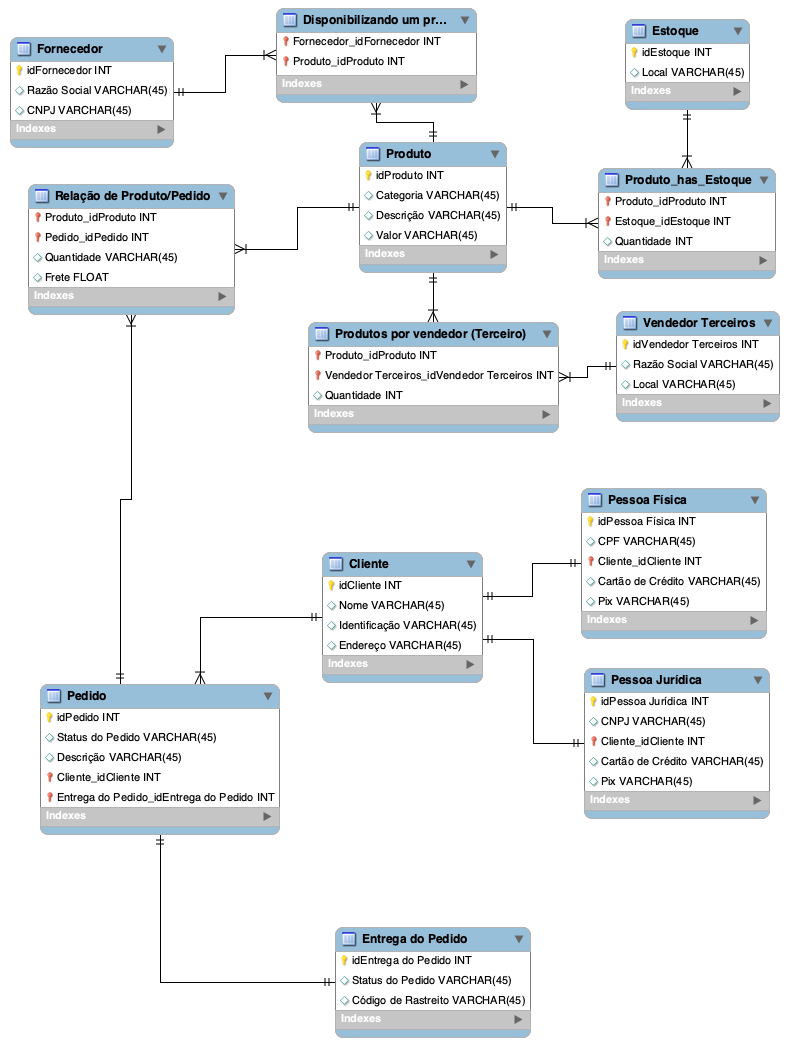 Fornecedor
idFornecedor INT
Razão Social VARCHAR(45)
CNPJ VARCHAR(45)
Indexes
Disponibilizando um pr...
Fornecedor_idFornecedor INT
Produto_idProduto INT
Indexes
Estoque
idEstoque INT
Local VARCHAR(45)
Indexes
Produto
idProduto INT
Categoria VARCHAR(45)
Descrição VARCHAR(45)
Valor VARCHAR(45)
Indexes
Produto_has_Estoque
Produto_idProduto INT
Estoque_idEstoque INT
Quantidade INT
Indexes
Relação de Produto/Pedido
Produto_idProduto INT
Pedido_idPedido INT
Quantidade VARCHAR(45)
Frete FLOAT
Indexes
Produtos por vendedor (Terceiro)
Produto_idProduto INT
Vendedor Terceiros_idVendedor Terceiros INT
Quantidade INT
Indexes
Vendedor Terceiros
idVendedor Terceiros INT
Razão Social VARCHAR(45)
Local VARCHAR(45)
Indexes
Pessoa Física
idPessoa Física INT
CPF VARCHAR(45)
Cliente_idCliente INT
Cartão de Crédito VARCHAR(45)
Pix VARCHAR(45)
Indexes
Cliente
idCliente INT
Nome VARCHAR(45)
Identificação VARCHAR(45)
Endereço VARCHAR(45)
Indexes
Pessoa Jurídica
idPessoa Jurídica INT
CNPJ VARCHAR(45)
Cliente_idCliente INT
Cartão de Crédito VARCHAR(45)
Pix VARCHAR(45)
Indexes
Pedido
idPedido INT
Status do Pedido VARCHAR(45)
Descrição VARCHAR(45)
Cliente_idCliente INT
Entrega do Pedido_idEntrega do Pedido INT
Indexes
Entrega do Pedido
idEntrega do Pedido INT
Status do Pedido VARCHAR(45)
Código de Rastreito VARCHAR(45)
Indexes